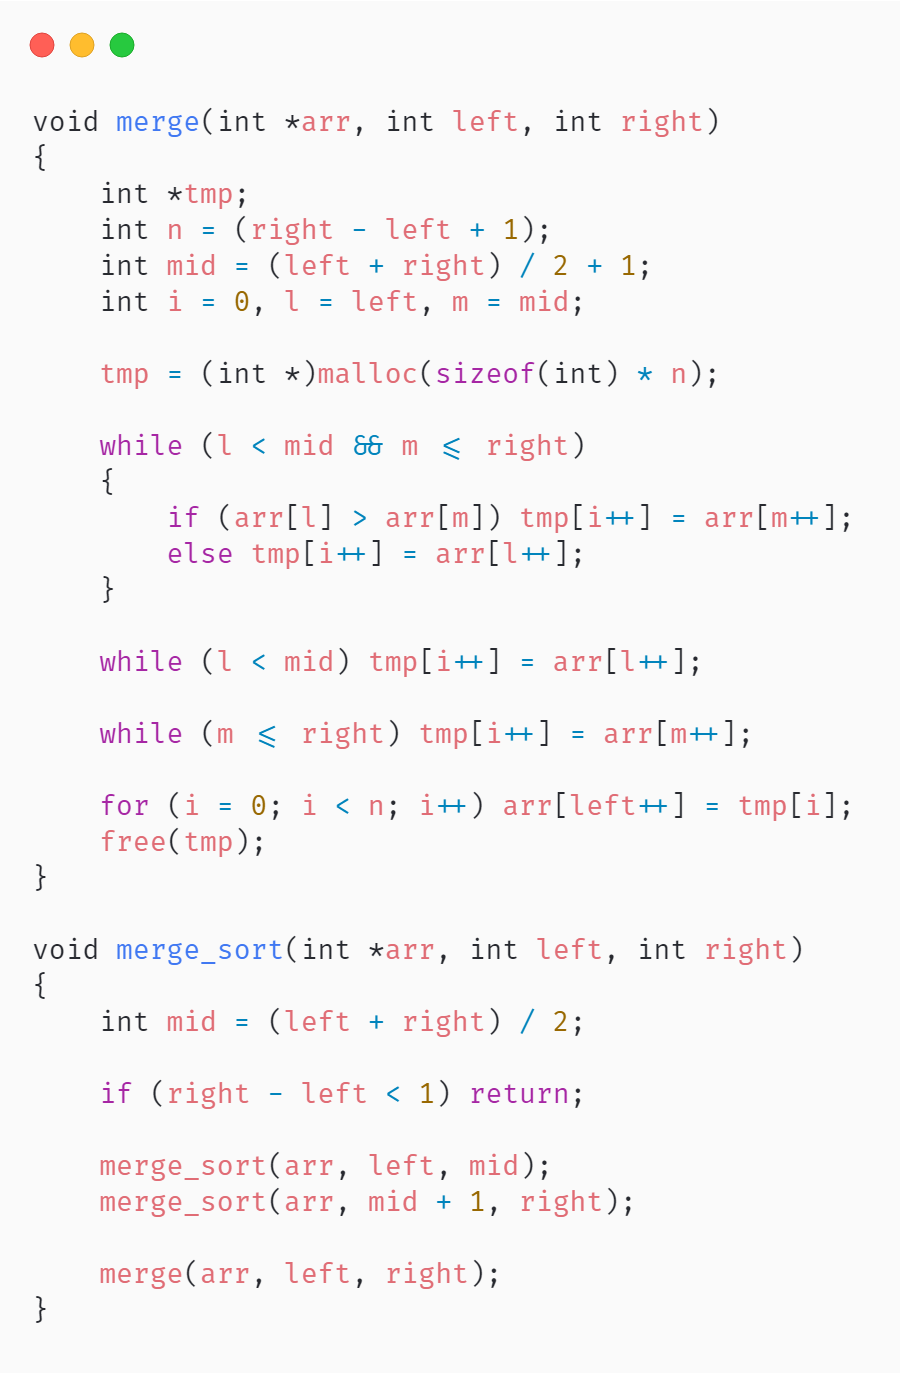 void merge(int *arr, int left, int right)
{
    int *tmp;
    int n = (right - left + 1);
    int mid = (left + right) / 2 + 1;
    int i = 0, l = left, m = mid;

    tmp = (int *)malloc(sizeof(int) * n);

    while (l < mid && m <= right)
    {
        if (arr[l] > arr[m]) tmp[i++] = arr[m++];
        else tmp[i++] = arr[l++];
    }

    while (l < mid) tmp[i++] = arr[l++];

    while (m <= right) tmp[i++] = arr[m++];

    for (i = 0; i < n; i++) arr[left++] = tmp[i];
    free(tmp);
}

void merge_sort(int *arr, int left, int right)
{
    int mid = (left + right) / 2;

    if (right - left < 1) return;

    merge_sort(arr, left, mid);
    merge_sort(arr, mid + 1, right);

    merge(arr, left, right);
}